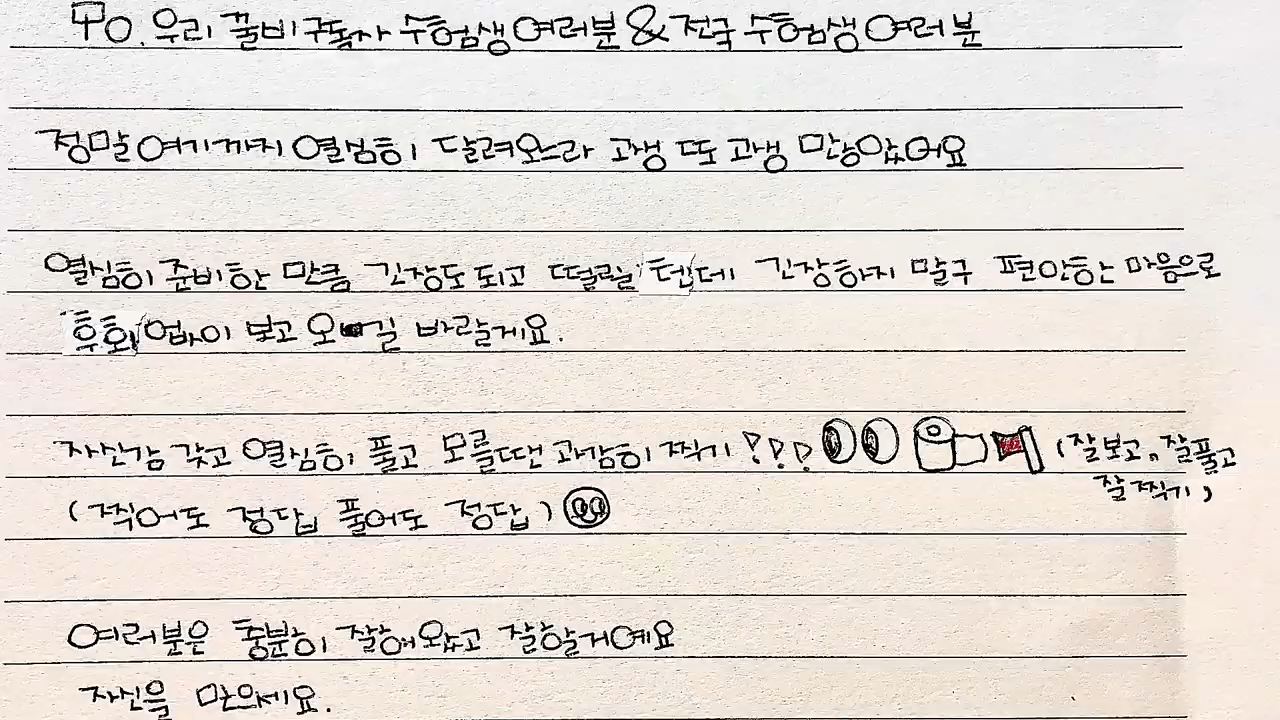 To. 우리 꿀비 구독자 수험생 여러분 & 전국 수험생 여러분
정말 여기까지 열심히 달려오느라 고생 또 고생 많았어요
열심히 준비한 만큼 긴장도 되고 떨릴 텐데 긴장하지 말구 편안한 마음으로
후회 없이 보고 오길 바랄게요.
자신감 갖고 열심히 풀고 모를땐 과감히 찍기!!! (잘보고, 잘풀고
잘찍기)
(찍어도 정답 풀어도 정답)
여러분은 충분히 잘해왔고 잘할거예요
자신을 믿으세요.